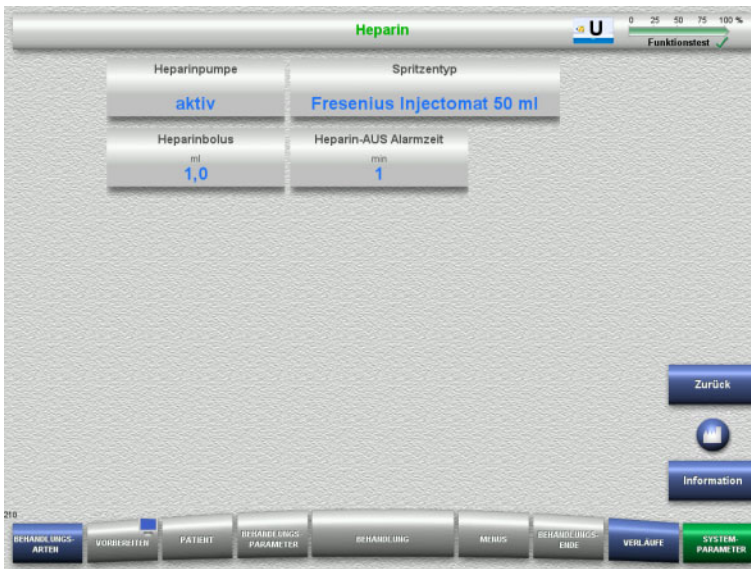 Heparin
U
0 25 50 75 100 %
Funktionstest
Heparinpumpe
aktiv
Spritzentyp
Fresenius Injectomat 50 ml
Heparinbolus
ml
1,0
Heparin-AUS Alarmzeit
min
1
Zurück
Information
210
BEHANDLUNGS-
ARTEN
VORBEREITEN
PATIENT
BEHANDLUNGS
PARAMETER
BEHANDLUNG
MENUS
BEHANDLUNGS-
ENDE
VERLÄUFE
SYSTEM-
PARAMETER